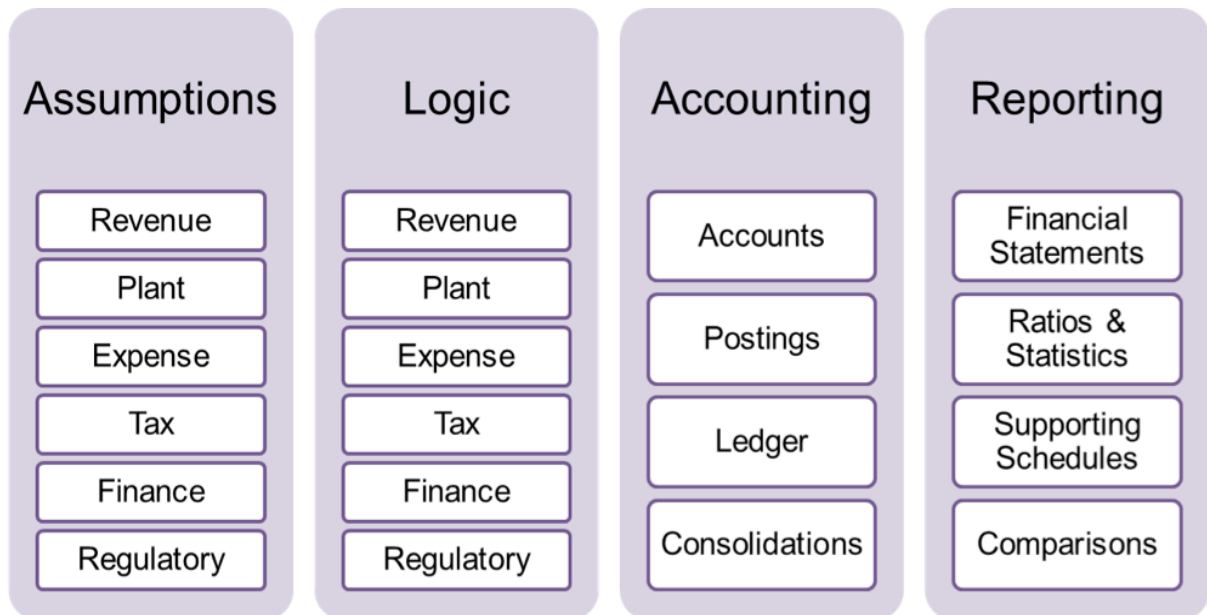 Assumptions
Revenue
Plant
Expense
Tax
Finance
Regulatory
Logic
Revenue
Plant
Expense
Tax
Finance
Regulatory
Accounting
Accounts
Postings
Ledger
Consolidations
Reporting
Financial
Statements
Ratios &
Statistics
Supporting
Schedules
Comparisons